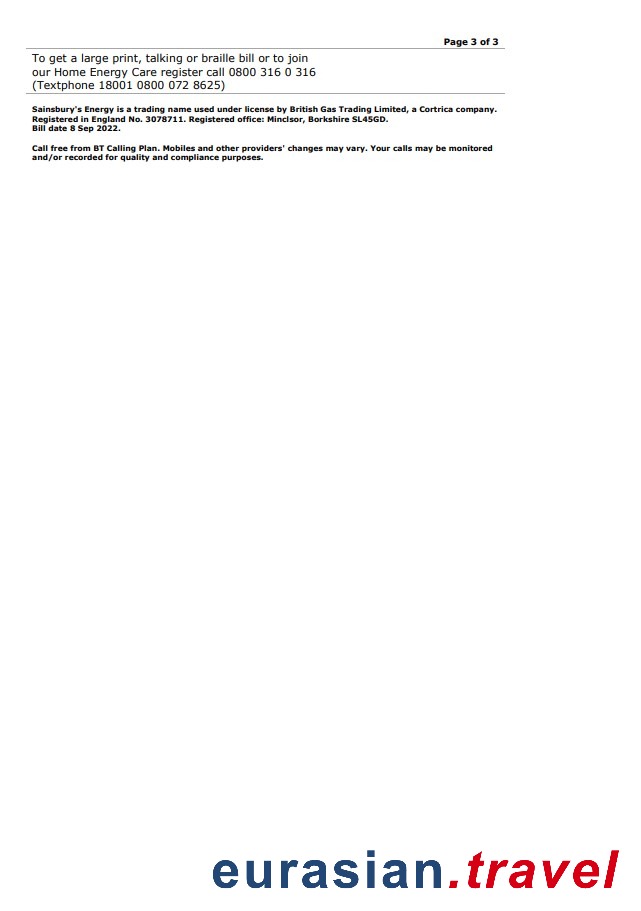 Page 3 of 3
To get a large print, talking or braille bill or to join
our Home Energy Care register call 0800 316 0 316
(Textphone 18001 0800 072 8625)
Sainsbury's Energy is a trading name used under license by British Gas Trading Limited, a Cortrica company.
Registered in England No. 3078711. Registered office: Minclsor, Borkshire SL45GD.
Bill date 8 Sep 2022.
Call free from BT Calling Plan. Mobiles and other providers' changes may vary. Your calls may be monitored
and/or recorded for quality and compliance purposes.
eurasian.travel